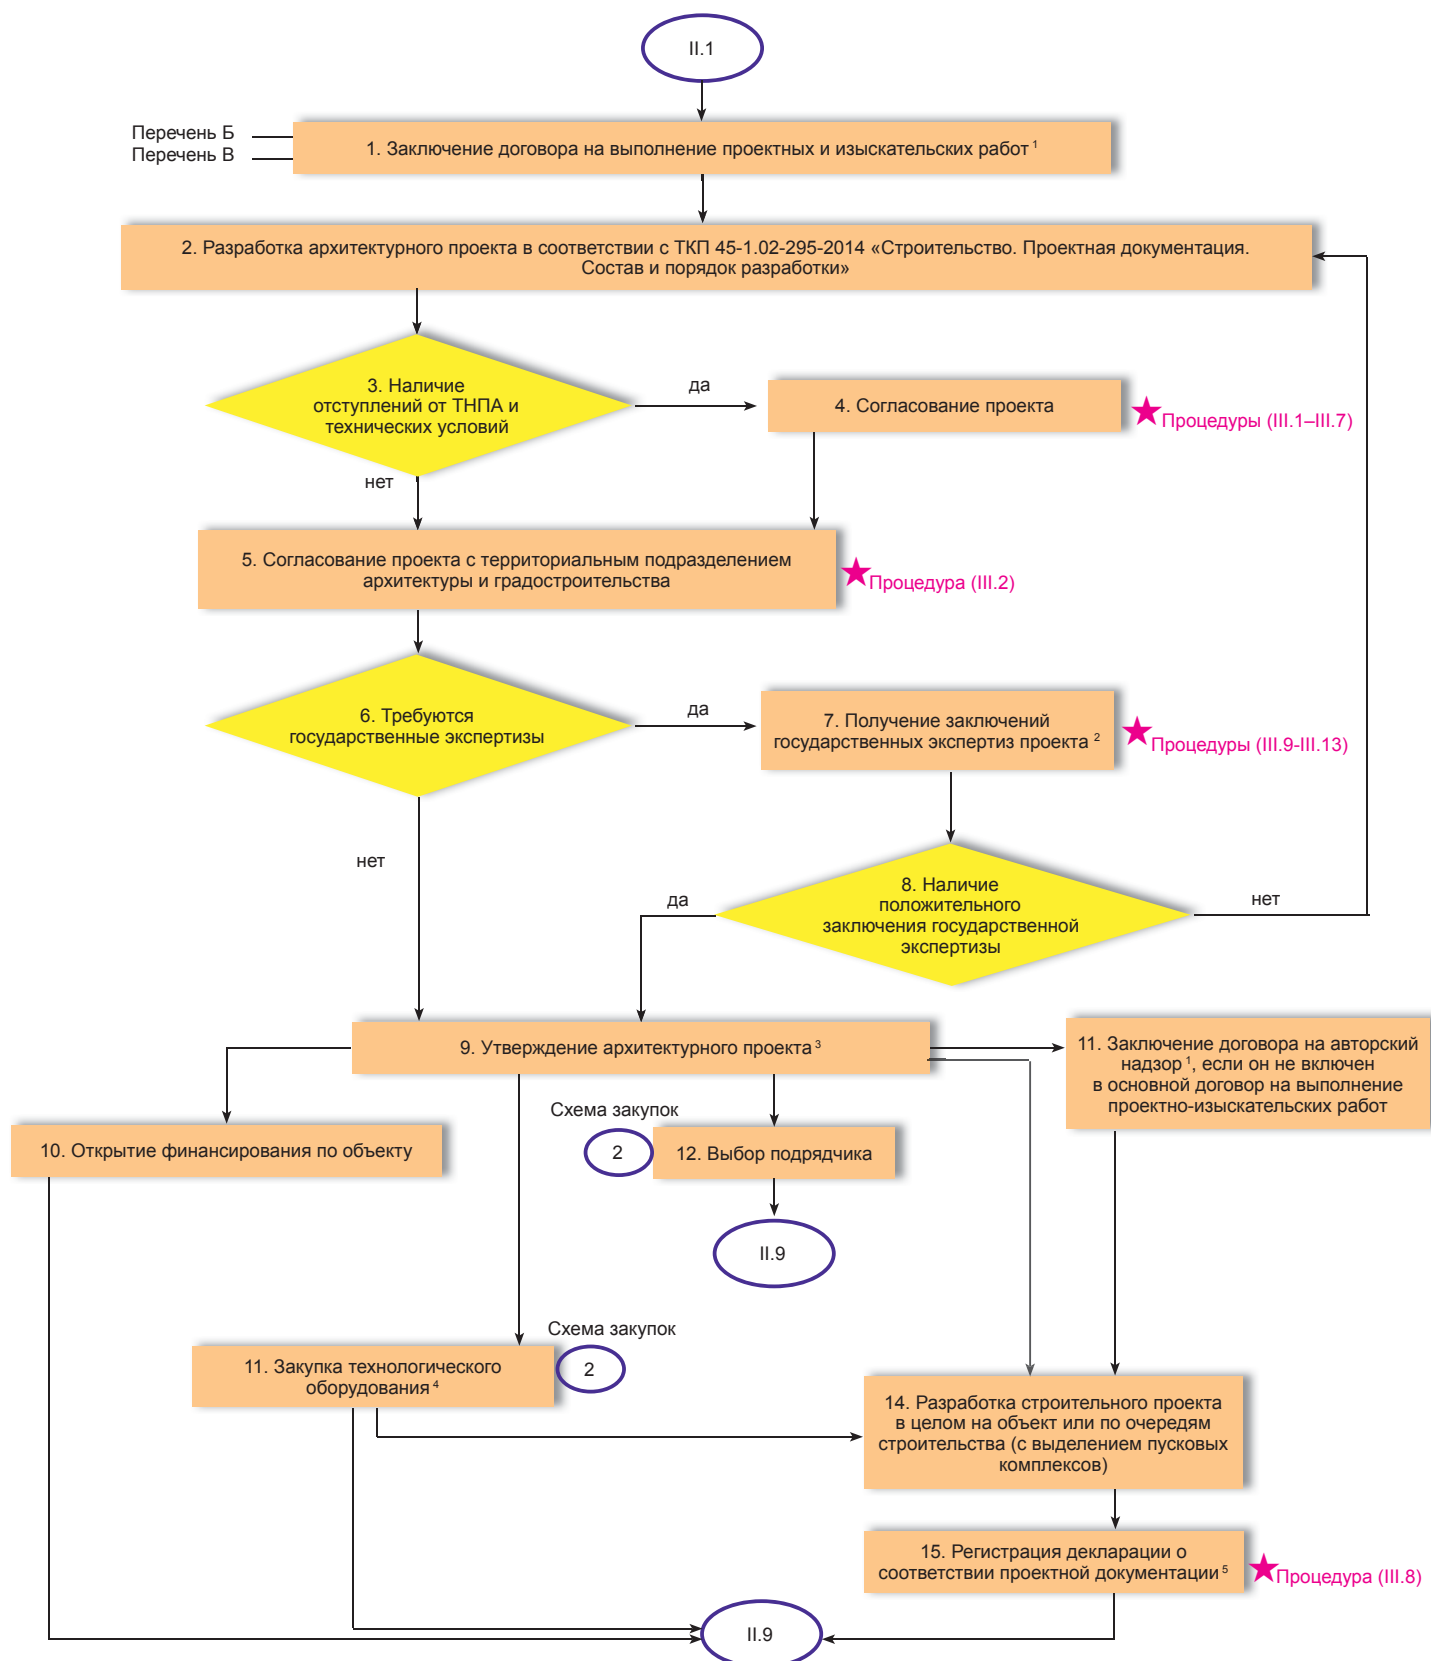 II.1
Перечень Б
Перечень В
1. Заключение договора на выполнение проектных и изыскательских работ 1
2. Разработка архитектурного проекта в соответствии с ТКП 45-1.02-295-2014 «Строительство. Проектная документация.
Состав и порядок разработки»
3. Наличие
отступлений от ТНПА и
технических условий
да
4. Согласование проекта
Процедуры (III.1–III.7)
нет
5. Согласование проекта с территориальным подразделением
архитектуры и градостроительства
Процедура (III.2)
6. Требуются
государственные экспертизы
да
7. Получение заключений
государственных экспертиз проекта 2
Процедуры (III.9-III.13)
нет
8. Наличие
положительного
заключения государственной
экспертизы
да
нет
9. Утверждение архитектурного проекта 3
11. Заключение договора на авторский
надзор 1, если он не включен
в основной договор на выполнение
проектно-изыскательских работ
10. Открытие финансирования по объекту
Схема закупок
2
12. Выбор подрядчика
II.9
Схема закупок
11. Закупка технологического
оборудования 4
2
14. Разработка строительного проекта
в целом на объект или по очередям
строительства (с выделением пусковых
комплексов)
15. Регистрация декларации о
соответствии проектной документации 5
Процедура (III.8)
II.9